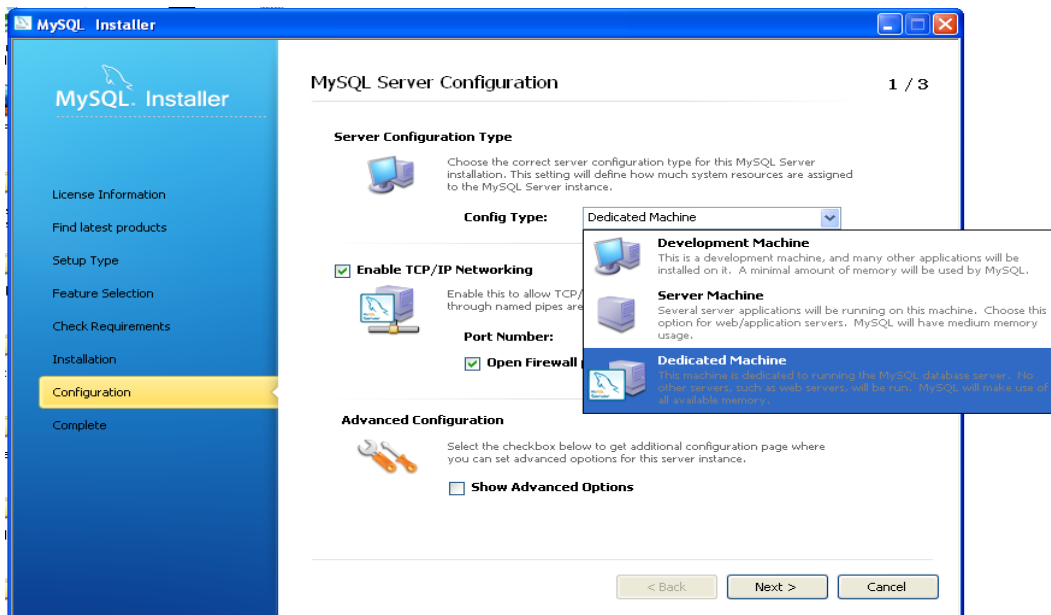 MySQL Installer
MySQL. Installer
License Information
Find latest products
Setup Type
Feature Selection
Check Requirements
Installation
Configuration
Complete
MySQL Server Configuration
1 / 3
Server Configuration Type
Choose the correct server configuration type for this MySQL Server
installation. This setting will define how much system resources are assigned
to the MySQL Server instance.
Config Type:
Dedicated Machine
Development Machine
This is a development machine, and many other applications will be
installed on it. A minimal amount of memory will be used by MySQL.
Server Machine
Several server applications will be running on this machine. Choose this
option for web/application servers. MySQL will have medium memory
usage.
Dedicated Machine
This machine is dedicated to running the MySQL database server. No
other servers, such as web servers, will be run. MySQL will make use of
all available memory.
Enable TCP/IP Networking
Enable this to allow TCP/
through named pipes are
Port Number:
Open Firewall
Advanced Configuration
Select the checkbox below to get additional configuration page where
you can set advanced opotions for this server instance.
Show Advanced Options
< Back
Next >
Cancel